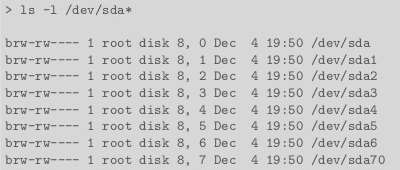 > ls -l /dev/sda*
brw-rw---- 1 root disk 8, 0 Dec  4 19:50 /dev/sda
brw-rw---- 1 root disk 8, 1 Dec  4 19:50 /dev/sda1
brw-rw---- 1 root disk 8, 2 Dec  4 19:50 /dev/sda2
brw-rw---- 1 root disk 8, 3 Dec  4 19:50 /dev/sda3
brw-rw---- 1 root disk 8, 4 Dec  4 19:50 /dev/sda4
brw-rw---- 1 root disk 8, 5 Dec  4 19:50 /dev/sda5
brw-rw---- 1 root disk 8, 6 Dec  4 19:50 /dev/sda6
brw-rw---- 1 root disk 8, 7 Dec  4 19:50 /dev/sda70